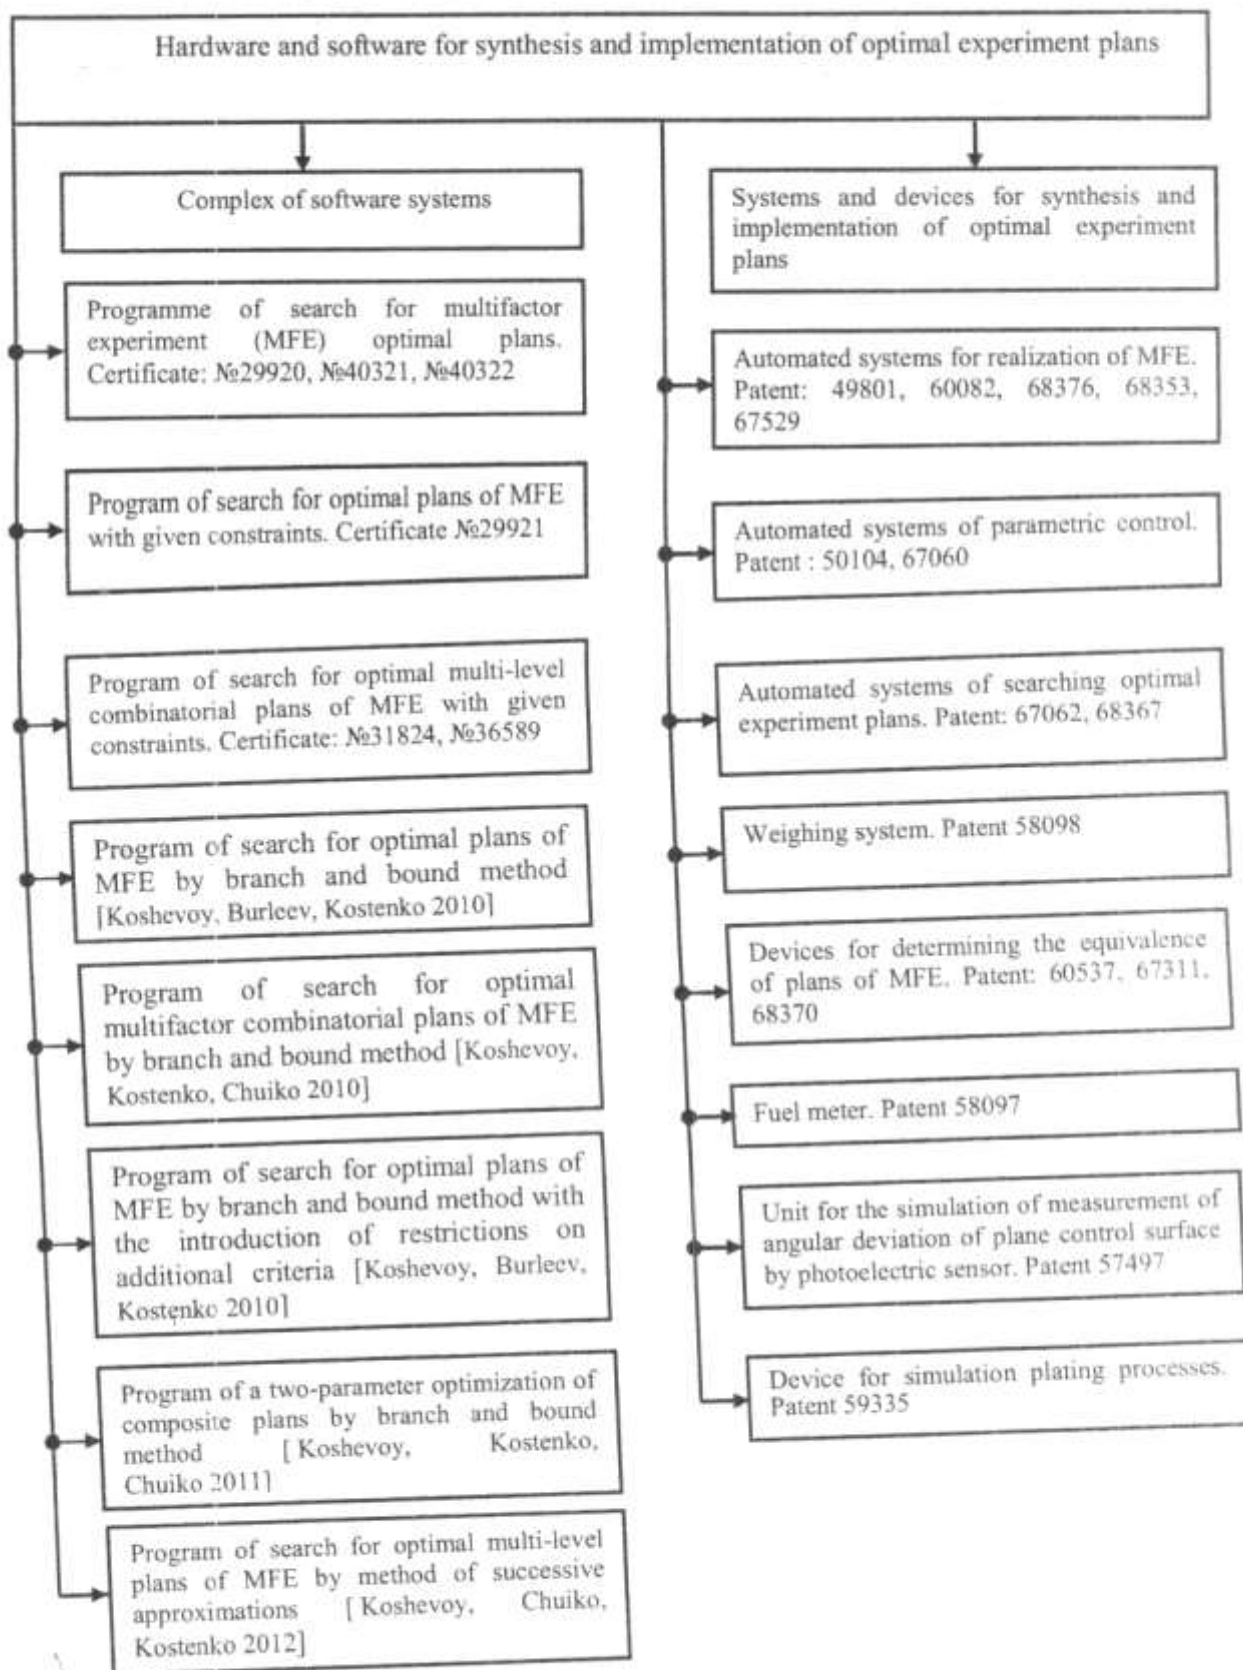 Hardware and software for synthesis and implementation of optimal experiment plans
Complex of software systems
Programme of search for multifactor
experiment (MFE) optimal plans.
Certificate: №29920, №40321, №40322
Program of search for optimal plans of MFE
with given constraints. Certificate №29921
Program of search for optimal multi-level
combinatorial plans of MFE with given
constraints. Certificate: №31824, №36589
Program of search for optimal plans of
MFE by branch and bound method
[Koshevoy, Burleev, Kostenko 2010]
Program of search for optimal
multifactor combinatorial plans of MFE
by branch and bound method [Koshevoy,
Kostenko, Chuiko 2010]
Program of search for optimal plans of
MFE by branch and bound method with
the introduction of restrictions on
additional criteria [Koshevoy, Burleev,
Kostenko 2010]
Program of a two-parameter optimization of
composite plans by branch and bound
method [ Koshevoy, Kostenko,
Chuiko 2011]
Program of search for optimal multi-level
plans of MFE by method of successive
approximations [ Koshevoy, Chuiko,
Kostenko 2012]
Systems and devices for synthesis and
implementation of optimal experiment
plans
Automated systems for realization of MFE.
Patent: 49801, 60082, 68376, 68353,
67529
Automated systems of parametric control.
Patent : 50104, 67060
Automated systems of searching optimal
experiment plans. Patent: 67062, 68367
Weighing system. Patent 58098
Devices for determining the equivalence
of plans of MFE. Patent: 60537, 67311,
68370
Fuel meter. Patent 58097
Unit for the simulation of measurement of
angular deviation of plane control surface
by photoelectric sensor. Patent 57497
Device for simulation plating processes.
Patent 59335